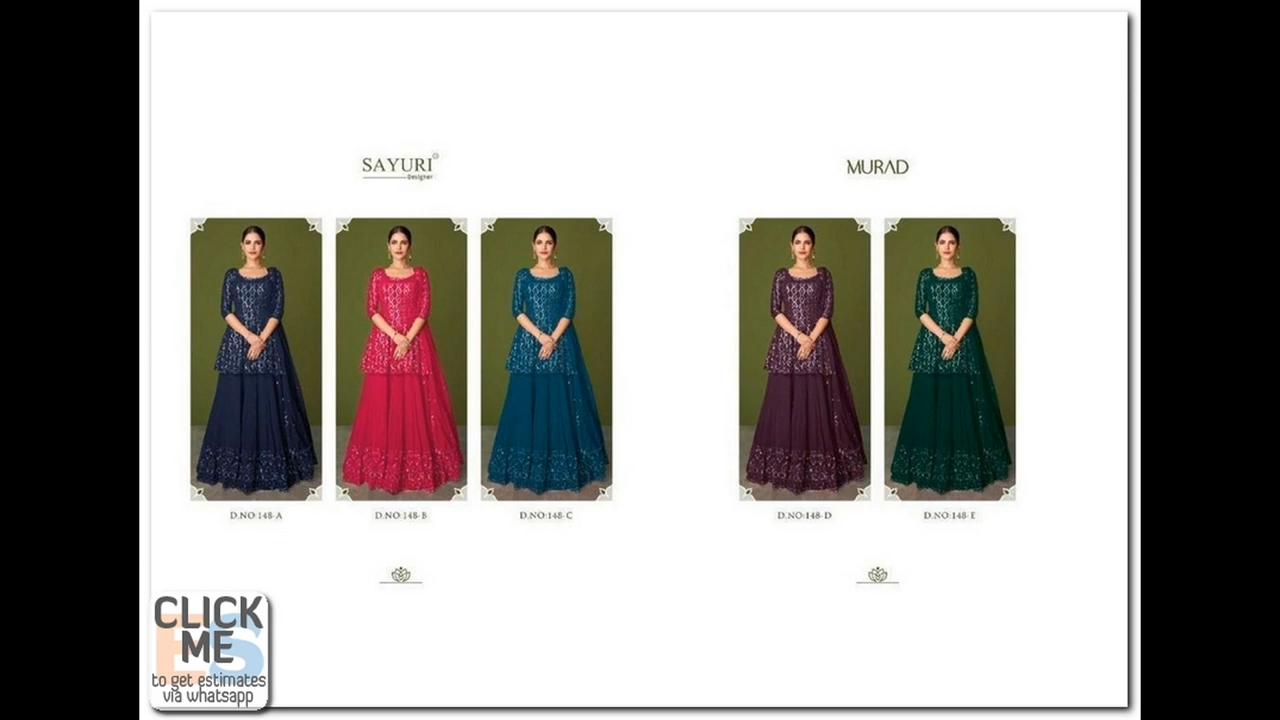 SAYURI
Designer
MURAD
D.NO:148-A
D.NO:148-B
D.NO:148-C
D.NO:148-D
D.NO:148-E
CLICK
ME
ES
to get estimates
via whatsapp